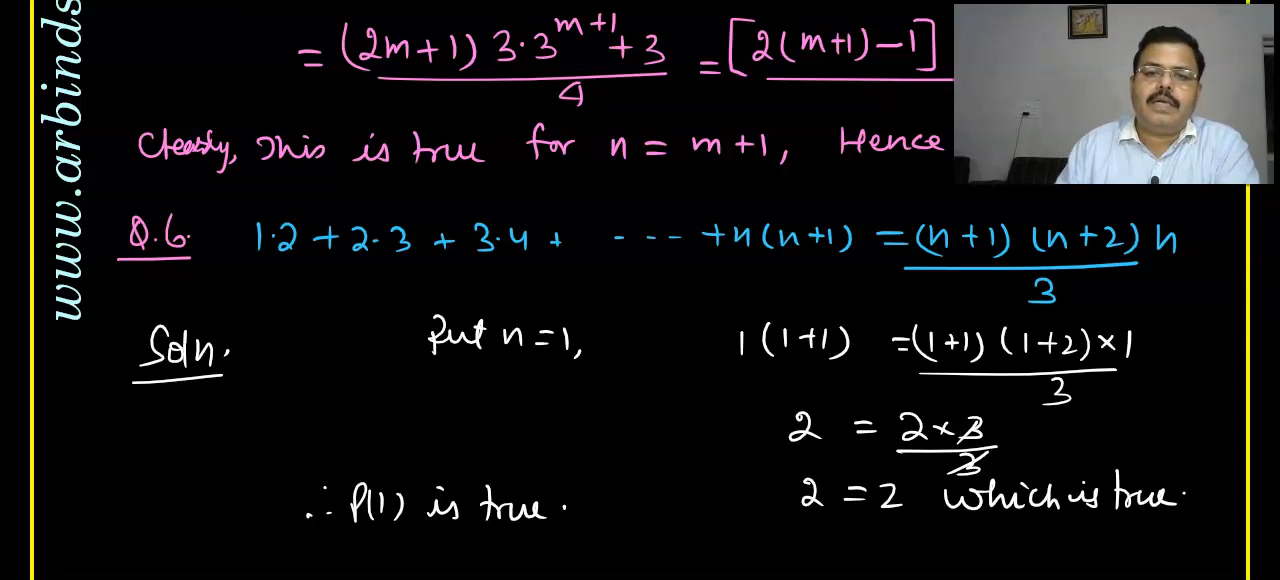 www.arbinds
= (2m+1) 3·3^{m+1} + 3 / 4 = [2(m+1)-1]
Clearly, This is true for n = m+1, Hence
Q.6. 1·2 + 2·3 + 3·4 + ---- + n(n+1) = (n+1) (n+2) n / 3
Soln. Put n=1, 1(1+1) = (1+1) (1+2)×1 / 3
2 = 2×3 / 3
2 = 2 which is true.
∴ P(1) is true.